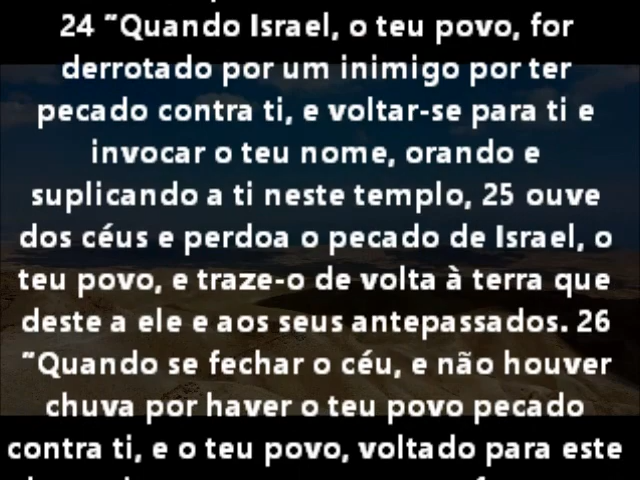 24 "Quando Israel, o teu povo, for
derrotado por um inimigo por ter
pecado contra ti, e voltar-se para ti e
invocar o teu nome, orando e
suplicando a ti neste templo, 25 ouve
dos céus e perdoa o pecado de Israel, o
teu povo, e traze-o de volta à terra que
deste a ele e aos seus antepassados. 26
"Quando se fechar o céu, e não houver
chuva por haver o teu povo pecado
contra ti, e o teu povo, voltado para este